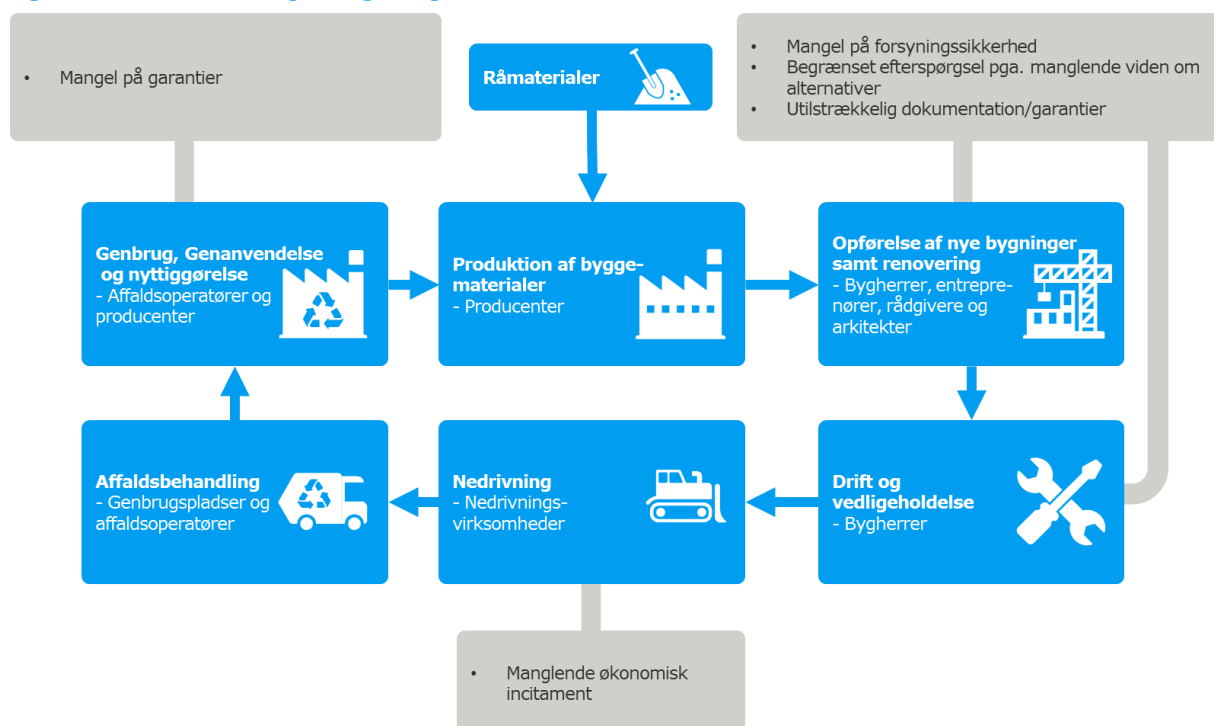 • Mangel på garantier
Råmaterialer
• Mangel på forsyningssikkerhed
• Begrænset efterspørgsel pga. manglende viden om
alternativer
• Utilstrækkelig dokumentation/garantier
Genbrug, Genanvendelse
og nyttiggørelse
- Affaldsoperatører og
producenter
Produktion af bygge-
materialer
- Producenter
Opførelse af nye bygninger
samt renovering
- Bygherrer, entrepre-
nører, rådgivere og
arkitekter
Affaldsbehandling
- Genbrugspladser og
affaldsoperatører
Nedrivning
- Nedrivnings-
virksomheder
Drift og
vedligeholdelse
- Bygherrer
• Manglende økonomisk
incitament